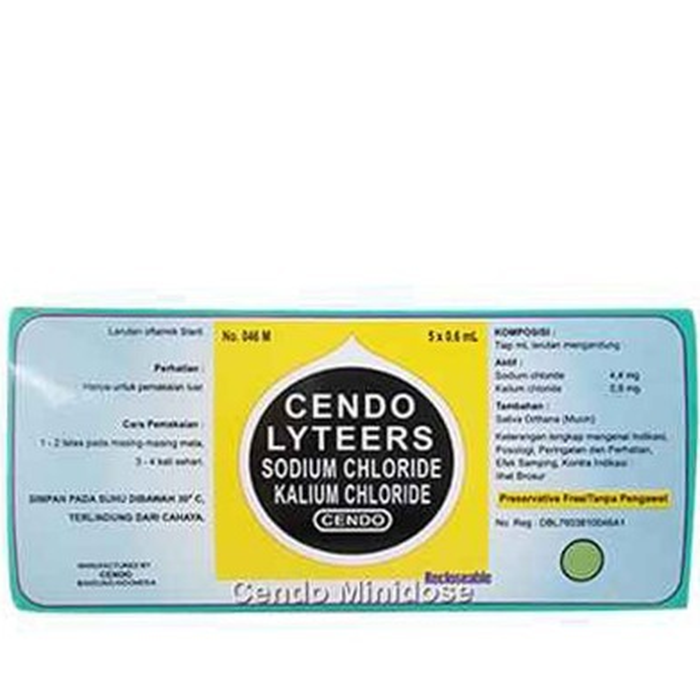 Larutan oftalmik Steril
Perhatian :
Hanya untuk pemakaian luar
Cara Pemakaian :
1 - 2 tetes pada masing-masing mata,
3 - 4 kali sehari.
SIMPAN PADA SUHU DIBAWAH 30° C,
TERLINDUNG DARI CAHAYA.
MANUFACTURED BY
CENDO
BANDUNG-INDONESIA
No. 046 M
5 x 0.6 mL
CENDO
LYTEERS
SODIUM CHLORIDE
KALIUM CHLORIDE
CENDO
Recloseable
Cendo Minidose
KOMPOSISI :
Tiap mL larutan mengandung :
Aktif :
Sodium chloride 4,4 mg
Kalium chloride 0,8 mg
Tambahan :
Saliva Orthana (Mucin)
Keterangan lengkap mengenai Indikasi,
Posologi, Peringatan dan Perhatian,
Efek Samping, Kontra Indikasi :
lihat Brosur
Preservative Free/Tanpa Pengawet
No. Reg : DBL7603810046A1